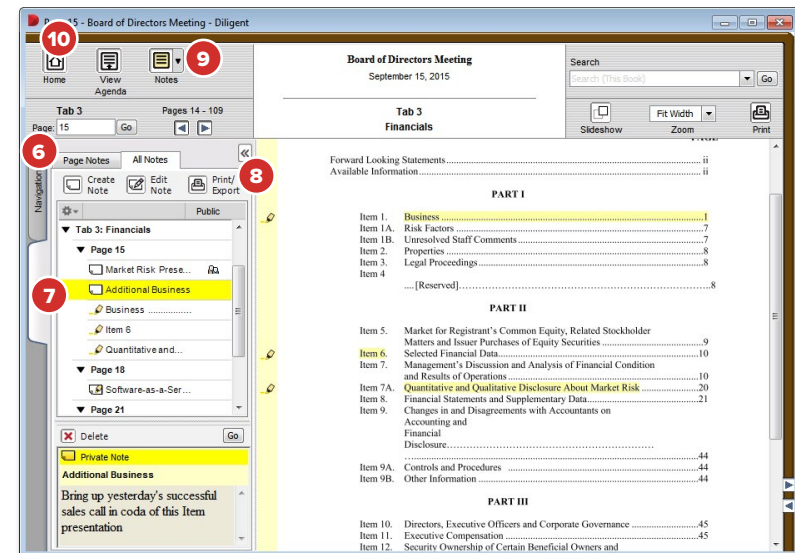 15 - Board of Directors Meeting - Diligent
10
9
Home
View
Agenda
Notes
Board of Directors Meeting
September 15, 2015
Search
Search (This Book)
Go
Tab 3
Pages 14 - 109
Page: 15
Go
Tab 3
Financials
Slideshow
Fit Width
Zoom
Print
6
Navigation
Page Notes
All Notes
Create
Note
Edit
Note
Print/
Export
8
Public
Tab 3: Financials
Page 15
Market Risk Prese...
7
Additional Business
Business ................
Item 6
Quantitative and...
Page 18
Software-as-a-Ser...
Page 21
Delete
Go
Private Note
Additional Business
Bring up yesterday's successful
sales call in coda of this Item
presentation
PAGE
Forward Looking Statements ii
Available Information ii
PART I
Item 1. Business 1
Item 1A. Risk Factors 7
Item 1B. Unresolved Staff Comments 7
Item 2. Properties 8
Item 3. Legal Proceedings 8
Item 4
....[Reserved] 8
PART II
Item 5. Market for Registrant's Common Equity, Related Stockholder
Matters and Issuer Purchases of Equity Securities 9
Item 6. Selected Financial Data 10
Item 7. Management's Discussion and Analysis of Financial Condition
and Results of Operations 10
Item 7A. Quantitative and Qualitative Disclosure About Market Risk 20
Item 8. Financial Statements and Supplementary Data 21
Item 9. Changes in and Disagreements with Accountants on
Accounting and
Financial
Disclosure
44
Item 9A. Controls and Procedures 44
Item 9B. Other Information 44
PART III
Item 10. Directors, Executive Officers and Corporate Governance 45
Item 11. Executive Compensation 45
Item 12. Security Ownership of Certain Beneficial Owners and